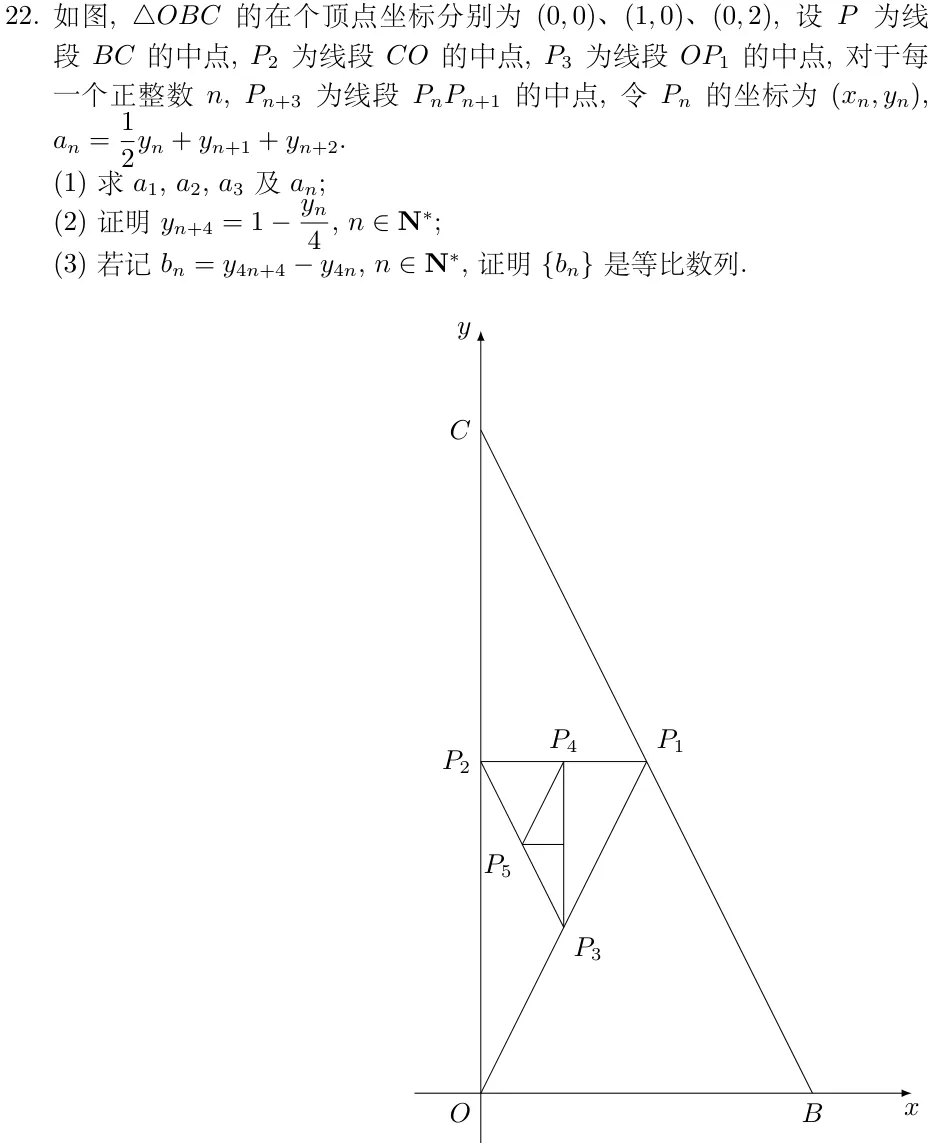 22. 如图, △OBC 的在个顶点坐标分别为 (0,0)、(1,0)、(0,2), 设 P 为线
段 BC 的中点, P₂ 为线段 CO 的中点, P₃ 为线段 OP₁ 的中点, 对于每
一个正整数 n, Pₙ₊₃ 为线段 PₙPₙ₊₁ 的中点, 令 Pₙ 的坐标为 (xₙ,yₙ),
aₙ = 1/2 yₙ + yₙ₊₁ + yₙ₊₂.
(1) 求 a₁, a₂, a₃ 及 aₙ;
(2) 证明 yₙ₊₄ = 1 − yₙ/4, n ∈ N*;
(3) 若记 bₙ = y₄ₙ₊₄ − y₄ₙ, n ∈ N*, 证明 {bₙ} 是等比数列.
y
C
P₄
P₁
P₂
P₅
P₃
O
B
x